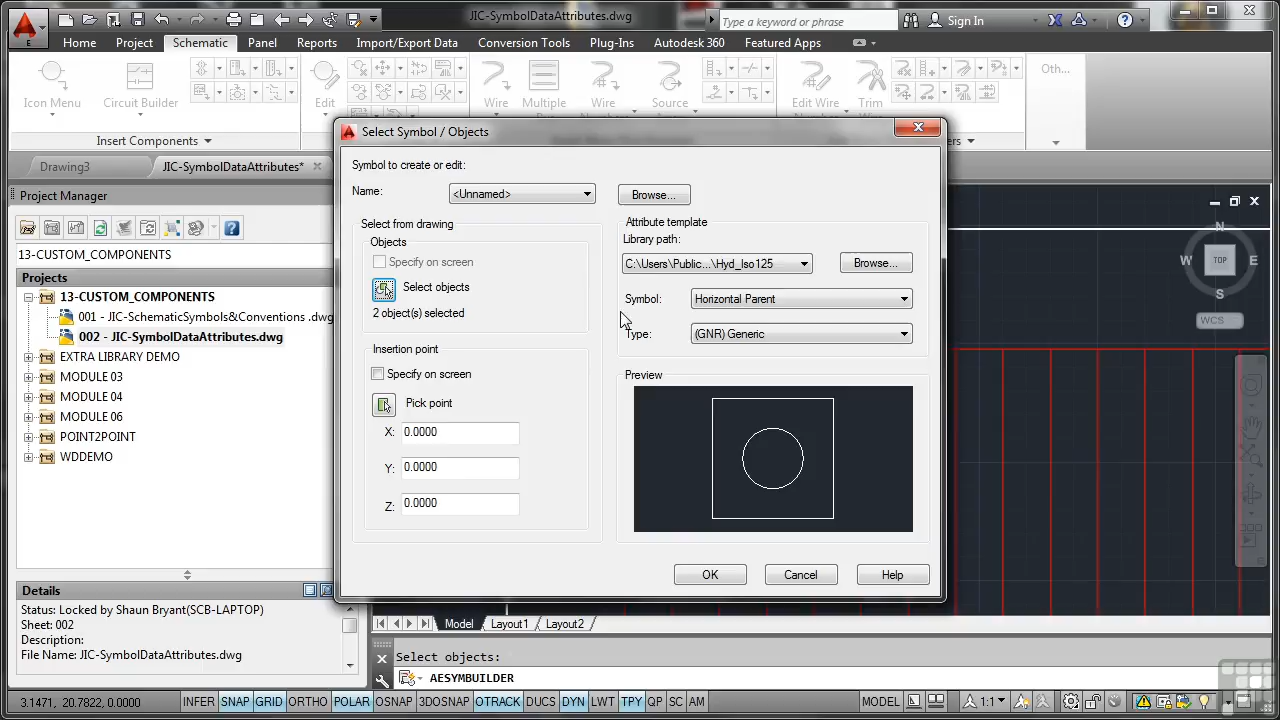 JIC-SymbolDataAttributes.dwg
Type a keyword or phrase
Sign In
Home
Project
Schematic
Panel
Reports
Import/Export Data
Conversion Tools
Plug-Ins
Autodesk 360
Featured Apps
Icon Menu
Circuit Builder
Edit
Wire
Multiple
Wire
Source
Edit Wire
Trim
Oth...
Insert Components
Drawing3
JIC-SymbolDataAttributes*
Project Manager
13-CUSTOM_COMPONENTS
Projects
13-CUSTOM_COMPONENTS
001 - JIC-SchematicSymbols&Conventions .dwg
002 - JIC-SymbolDataAttributes.dwg
EXTRA LIBRARY DEMO
MODULE 03
MODULE 04
MODULE 06
POINT2POINT
WDDEMO
Details
Status: Locked by Shaun Bryant(SCB-LAPTOP)
Sheet: 002
Description:
File Name: JIC-SymbolDataAttributes.dwg
Select Symbol / Objects
Symbol to create or edit:
Name:
<Unnamed>
Browse...
Select from drawing
Objects
Specify on screen
Select objects
2 object(s) selected
Insertion point
Specify on screen
Pick point
X: 0.0000
Y: 0.0000
Z: 0.0000
Attribute template
Library path:
C:\Users\Public...\Hyd_Iso125
Browse...
Symbol:
Horizontal Parent
Type:
(GNR) Generic
Preview
OK
Cancel
Help
N
W
TOP
E
S
WCS
Model
Layout1
Layout2
Select objects:
AESYMBUILDER
3.1471, 20.7822, 0.0000
INFER SNAP GRID ORTHO POLAR OSNAP 3DOSNAP OTRACK DUCS DYN LWT TPY QP SC AM
MODEL
1:1